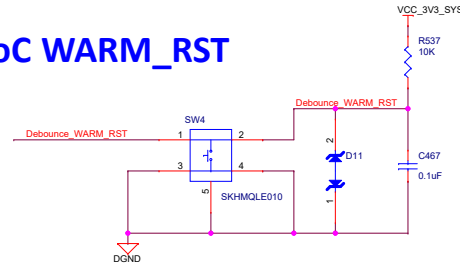 VCC_3V3_SYS
oC WARM_RST
R537
10K
Debounce_WARM_RST
SW4
Debounce_WARM_RST
1
2
2
D11
C467
3
4
0.1uF
5
SKHMQLE010
1
DGND